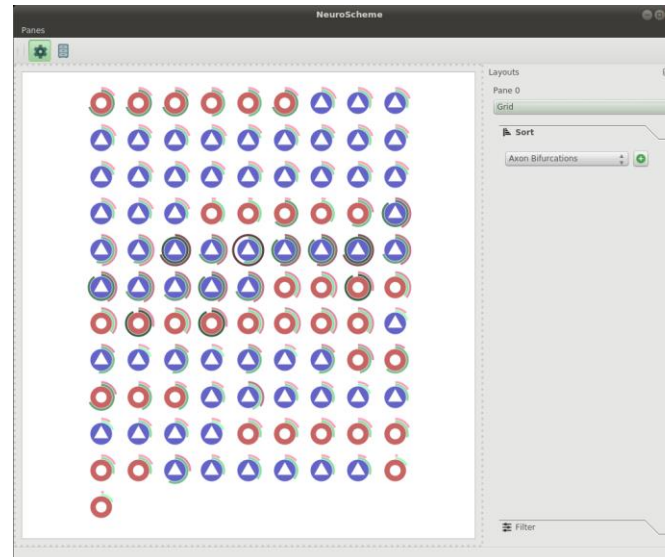 NeuroScheme
Panes
Layouts
Pane 0
Grid
Sort
Axon Bifurcations
Filter